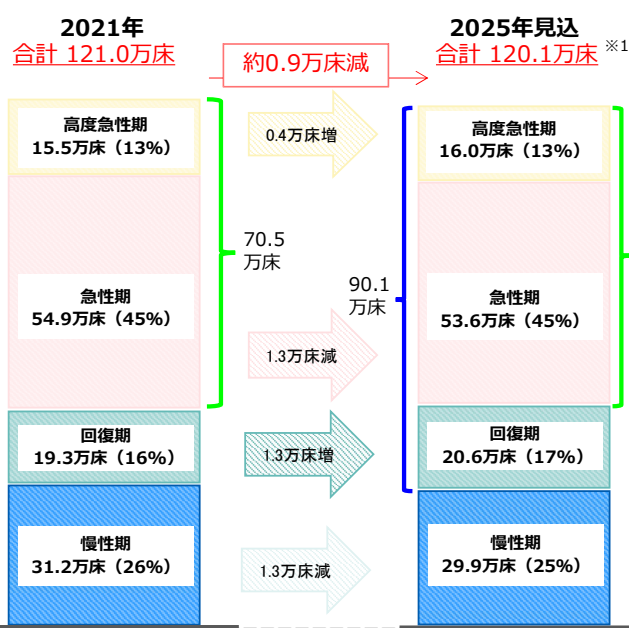 2021年
合計 121.0万床
約0.9万床減
2025年見込
合計 120.1万床 ※1
高度急性期
15.5万床（13%）
0.4万床増
高度急性期
16.0万床（13%）
70.5
万床
急性期
54.9万床（45%）
90.1
万床
急性期
53.6万床（45%）
1.3万床減
回復期
19.3万床（16%）
1.3万床増
回復期
20.6万床（17%）
慢性期
31.2万床（26%）
1.3万床減
慢性期
29.9万床（25%）